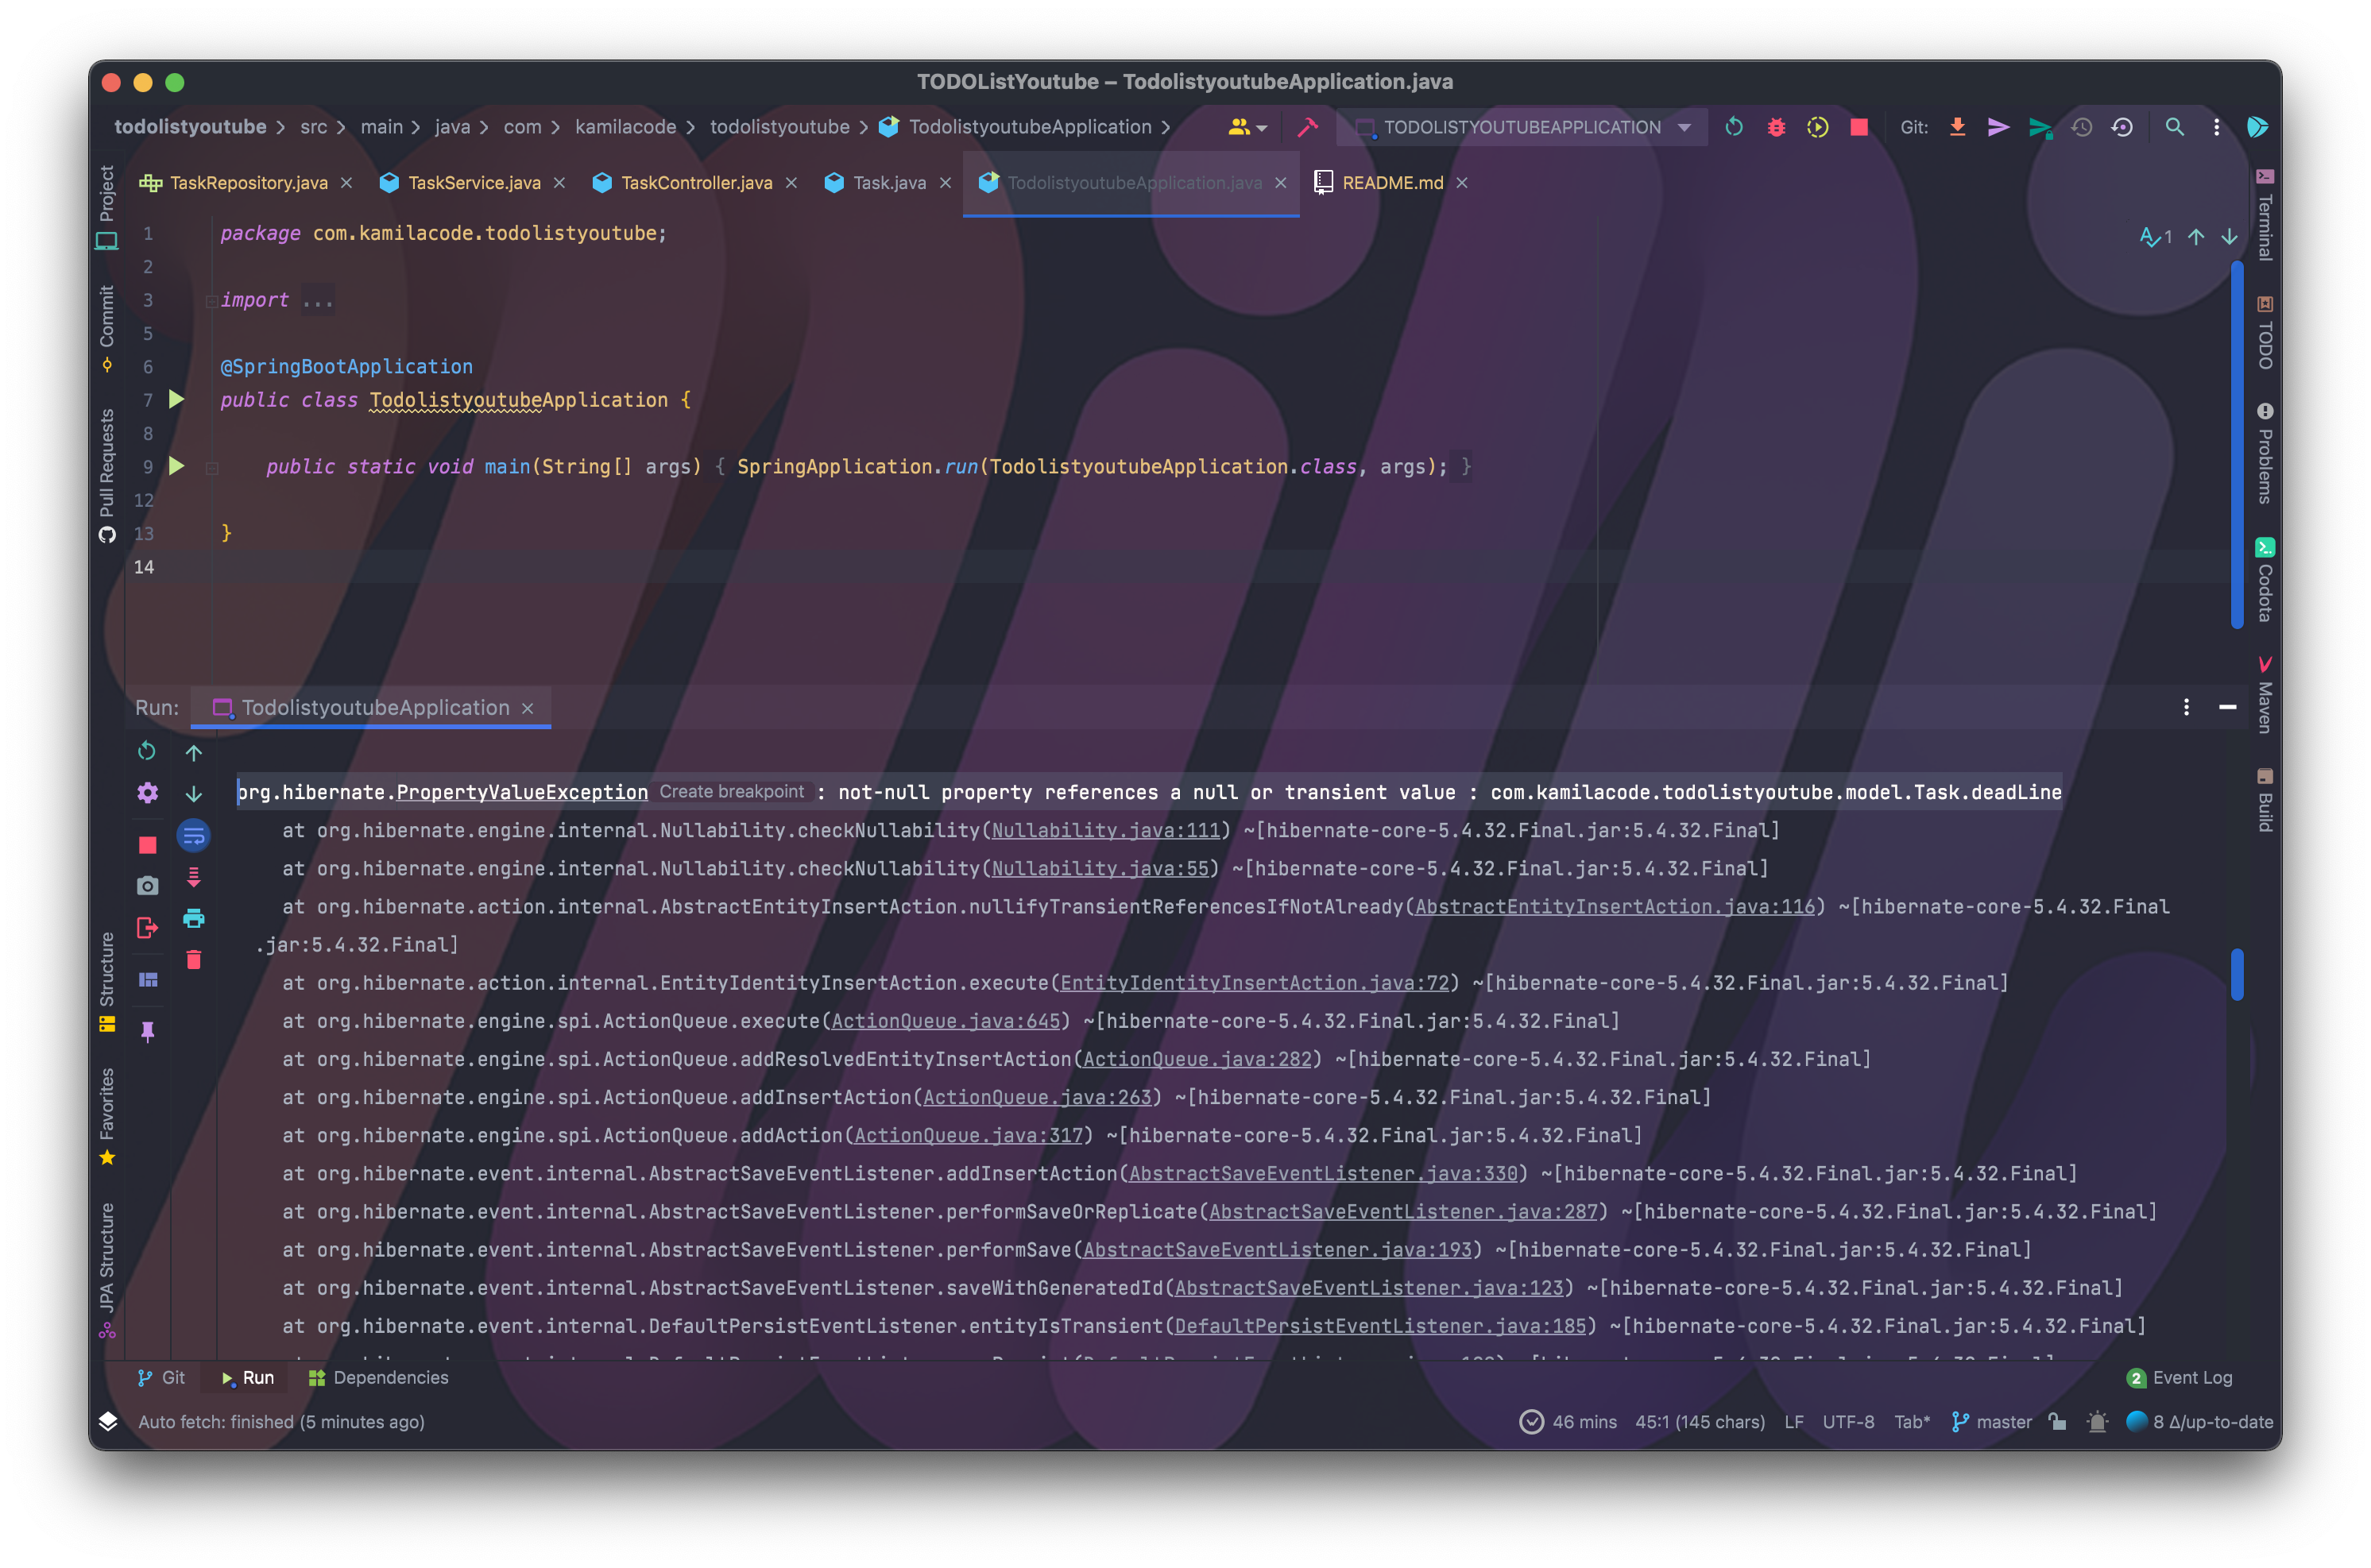 TODOListYoutube – TodolistyoutubeApplication.java
todolistyoutube > src > main > java > com > kamilacode > todolistyoutube > TodolistyoutubeApplication >
TODOLISTYOUTUBEAPPLICATION
Git:
TaskRepository.java
TaskService.java
TaskController.java
Task.java
TodolistyoutubeApplication.java
README.md
Project
Commit
Pull Requests
Structure
Favorites
JPA Structure
1 package com.kamilacode.todolistyoutube;
2
3 import ...
5
6 @SpringBootApplication
7 public class TodolistyoutubeApplication {
8
9 public static void main(String[] args) { SpringApplication.run(TodolistyoutubeApplication.class, args); }
12
13 }
14
1
Terminal
TODO
Problems
Codota
Maven
Build
Run: TodolistyoutubeApplication
org.hibernate.PropertyValueException Create breakpoint : not-null property references a null or transient value : com.kamilacode.todolistyoutube.model.Task.deadLine
at org.hibernate.engine.internal.Nullability.checkNullability(Nullability.java:111) ~[hibernate-core-5.4.32.Final.jar:5.4.32.Final]
at org.hibernate.engine.internal.Nullability.checkNullability(Nullability.java:55) ~[hibernate-core-5.4.32.Final.jar:5.4.32.Final]
at org.hibernate.action.internal.AbstractEntityInsertAction.nullifyTransientReferencesIfNotAlready(AbstractEntityInsertAction.java:116) ~[hibernate-core-5.4.32.Final
.jar:5.4.32.Final]
at org.hibernate.action.internal.EntityIdentityInsertAction.execute(EntityIdentityInsertAction.java:72) ~[hibernate-core-5.4.32.Final.jar:5.4.32.Final]
at org.hibernate.engine.spi.ActionQueue.execute(ActionQueue.java:645) ~[hibernate-core-5.4.32.Final.jar:5.4.32.Final]
at org.hibernate.engine.spi.ActionQueue.addResolvedEntityInsertAction(ActionQueue.java:282) ~[hibernate-core-5.4.32.Final.jar:5.4.32.Final]
at org.hibernate.engine.spi.ActionQueue.addInsertAction(ActionQueue.java:263) ~[hibernate-core-5.4.32.Final.jar:5.4.32.Final]
at org.hibernate.engine.spi.ActionQueue.addAction(ActionQueue.java:317) ~[hibernate-core-5.4.32.Final.jar:5.4.32.Final]
at org.hibernate.event.internal.AbstractSaveEventListener.addInsertAction(AbstractSaveEventListener.java:330) ~[hibernate-core-5.4.32.Final.jar:5.4.32.Final]
at org.hibernate.event.internal.AbstractSaveEventListener.performSaveOrReplicate(AbstractSaveEventListener.java:287) ~[hibernate-core-5.4.32.Final.jar:5.4.32.Final]
at org.hibernate.event.internal.AbstractSaveEventListener.performSave(AbstractSaveEventListener.java:193) ~[hibernate-core-5.4.32.Final.jar:5.4.32.Final]
at org.hibernate.event.internal.AbstractSaveEventListener.saveWithGeneratedId(AbstractSaveEventListener.java:123) ~[hibernate-core-5.4.32.Final.jar:5.4.32.Final]
at org.hibernate.event.internal.DefaultPersistEventListener.entityIsTransient(DefaultPersistEventListener.java:185) ~[hibernate-core-5.4.32.Final.jar:5.4.32.Final]
Git
Run
Dependencies
2 Event Log
Auto fetch: finished (5 minutes ago)
46 mins
45:1 (145 chars)
LF
UTF-8
Tab*
master
8 Δ/up-to-date